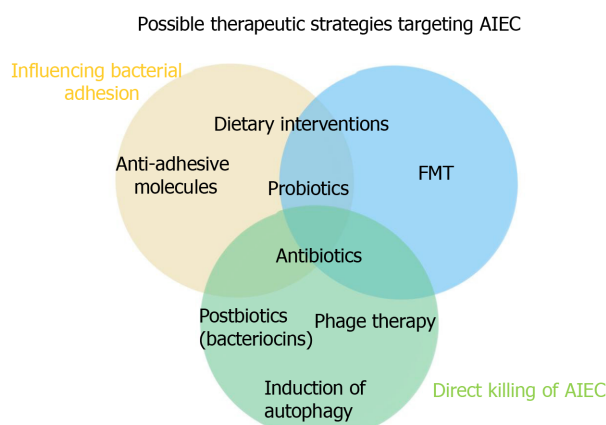 Possible therapeutic strategies targeting AIEC
Influencing bacterial
adhesion
Dietary interventions
Anti-adhesive
molecules
FMT
Probiotics
Antibiotics
Postbiotics
(bacteriocins)
Phage therapy
Induction of
autophagy
Direct killing of AIEC